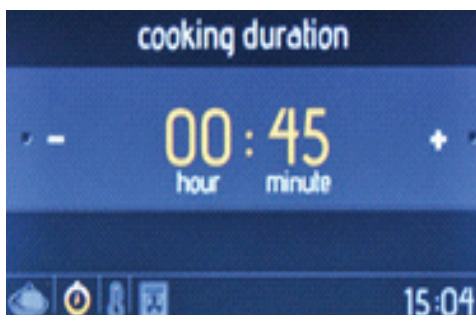 cooking duration
- 00 : 45 +
hour minute
15:04